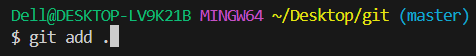 Dell@DESKTOP-LV9K21B MINGW64 ~/Desktop/git (master)
$ git add .